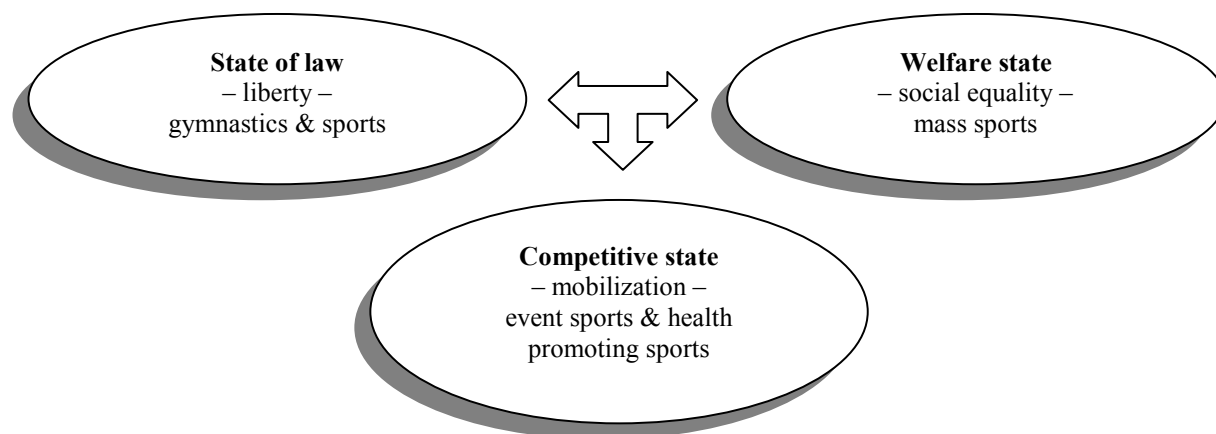 State of law
– liberty –
gymnastics & sports
Welfare state
– social equality –
mass sports
Competitive state
– mobilization –
event sports & health
promoting sports